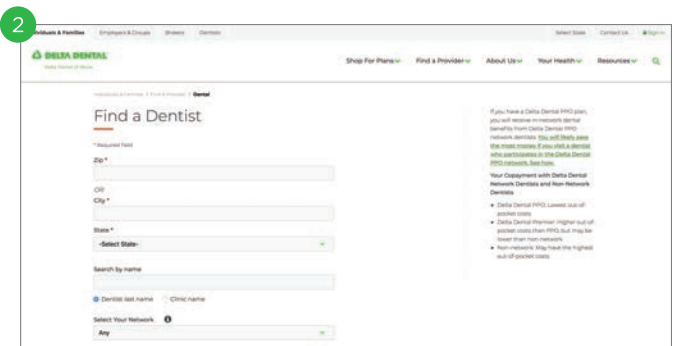 2
Individuals & Families Employers & Groups Brokers Dentists Select State Contact Us Sign In
DELTA DENTAL
Shop For Plans Find a Provider About Us Your Health Resources
Individuals & Families / Find a Provider / Dental
Find a Dentist
* Required field
Zip *
OR
City *
State *
-Select State-
Search by name
Dentist last name Clinic name
Select Your Network
Any
If you have a Delta Dental PPO plan,
you will receive in-network dental
benefits from Delta Dental PPO
network dentists. You will likely pay
the most money if you visit a dentist
who participates in the Delta Dental
PPO network. See how.
Your Copayment with Delta Dental
Network Dentists and Non-Network
Dentists
Delta Dental PPO: Lowest out-of-
pocket costs
Delta Dental Premier: Higher out-of-
pocket costs than PPO, but may be
lower than non-network.
Non-network: May have the highest
out-of-pocket costs